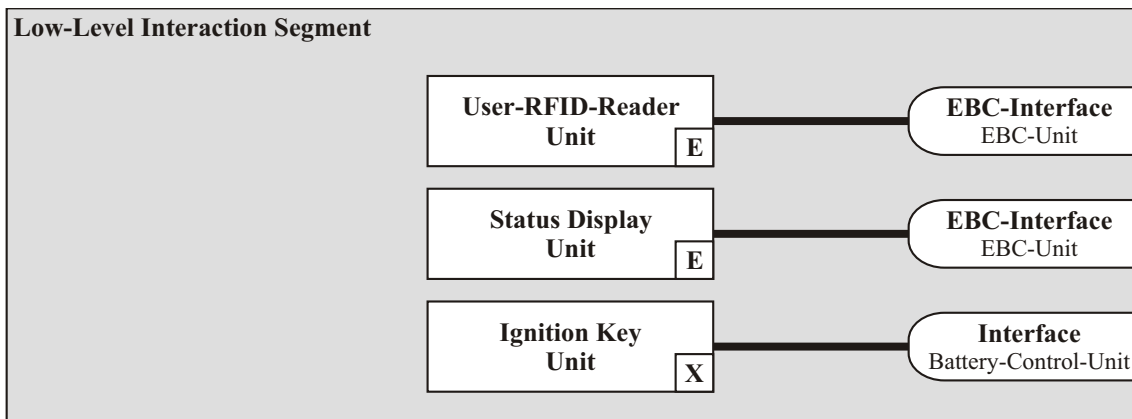 Low-Level Interaction Segment
User-RFID-Reader
Unit
E
EBC-Interface
EBC-Unit
Status Display
Unit
E
EBC-Interface
EBC-Unit
Ignition Key
Unit
X
Interface
Battery-Control-Unit